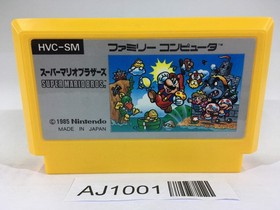 HVC-SM
ファミリー コンピュータ
スーパーマリオブラザーズ
SUPER MARIO BROS.
© 1985 Nintendo
MADE IN JAPAN
AJ1001